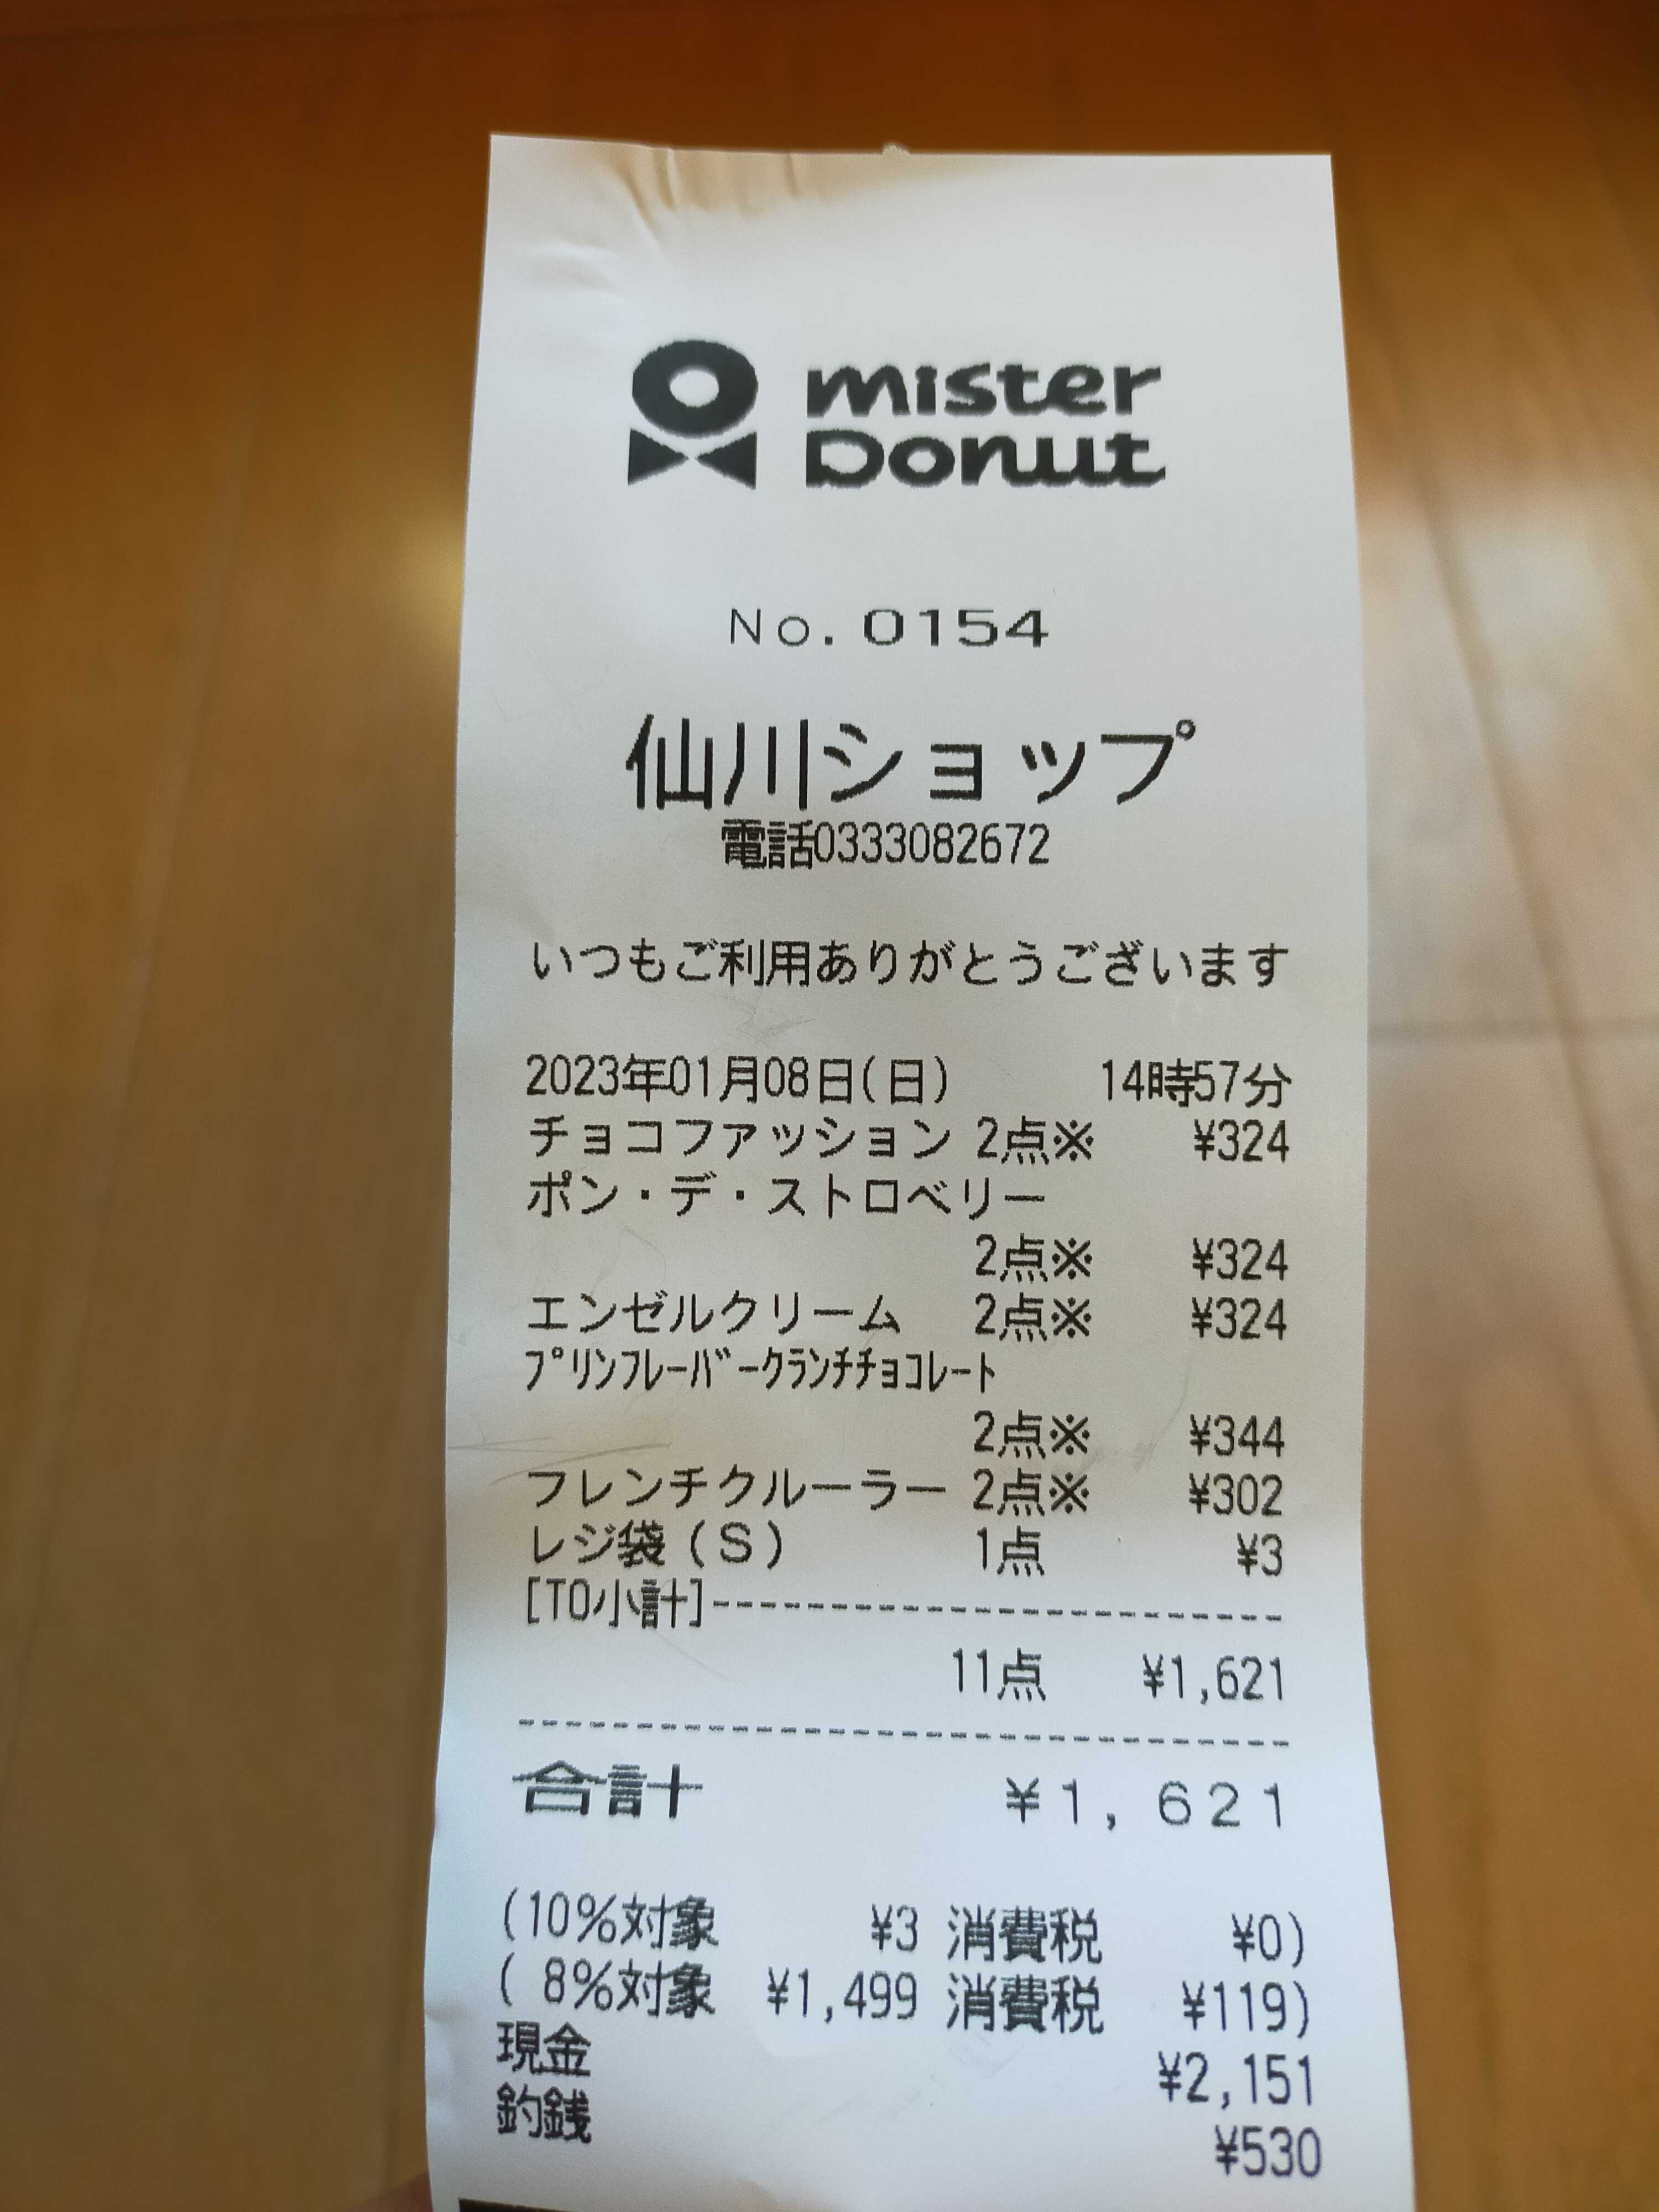 mister
Donut
No.0154
仙川ショップ
電話0333082672
いつもご利用ありがとうございます
2023年01月08日(日) 14時57分
チョコファッション 2点※ ¥324
ポン・デ・ストロベリー
2点※ ¥324
エンゼルクリーム 2点※ ¥324
プリンフレーバークランチチョコレート
2点※ ¥344
フレンチクルーラー 2点※ ¥302
レジ袋(S) 1点 ¥3
[TO小計]------------------------
11点 ¥1,621
--------------------------------
合計 ¥1,621
(10%対象 ¥3 消費税 ¥0)
( 8%対象 ¥1,499 消費税 ¥119)
現金 ¥2,151
釣銭 ¥530